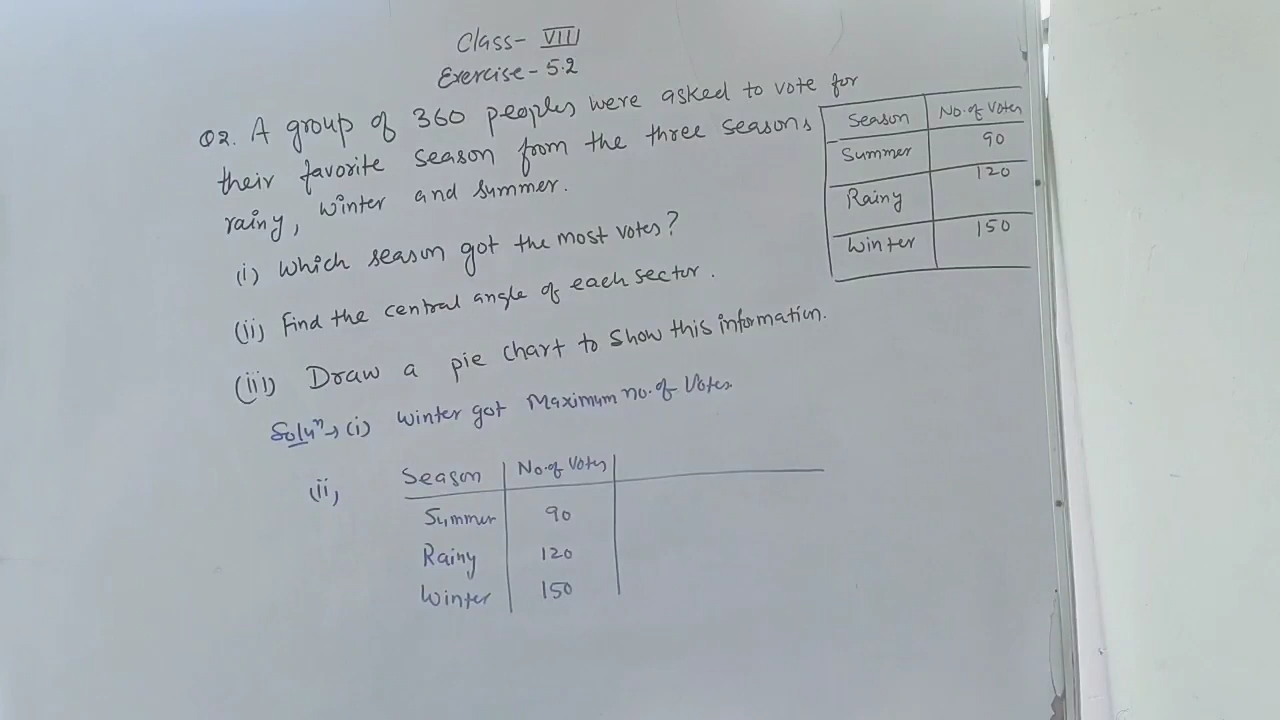 Class- VIII
Exercise - 5.2
Q2. A group of 360 peoples were asked to vote for
their favorite season from the three seasons
rainy, winter and summer.
(i) Which season got the most votes?
(ii) Find the central angle of each sector.
(iii) Draw a pie chart to show this information.
Season No. of Votes
Summer 90
Rainy 120
Winter 150
Soluⁿ→ (i) Winter got Maximum no. of Votes
(ii) Season No. of Votes
Summer 90
Rainy 120
Winter 150